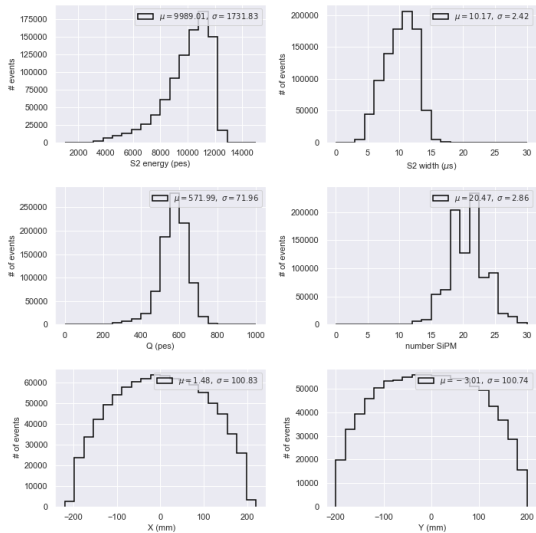 μ = 9989.01, σ = 1731.83
# of events
175000
150000
125000
100000
75000
50000
25000
0
2000 4000 6000 8000 10000 12000 14000
S2 energy (pes)
μ = 10.17, σ = 2.42
# of events
200000
150000
100000
50000
0
0 5 10 15 20 25 30
S2 width (μs)
μ = 571.99, σ = 71.96
# of events
250000
200000
150000
100000
50000
0
0 200 400 600 800 1000
Q (pes)
μ = 20.47, σ = 2.86
# of events
200000
150000
100000
50000
0
0 5 10 15 20 25 30
number SiPM
μ = 1.48, σ = 100.83
# of events
60000
50000
40000
30000
20000
10000
0
−200 −100 0 100 200
X (mm)
μ = −3.01, σ = 100.74
# of events
50000
40000
30000
20000
10000
0
−200 −100 0 100 200
Y (mm)